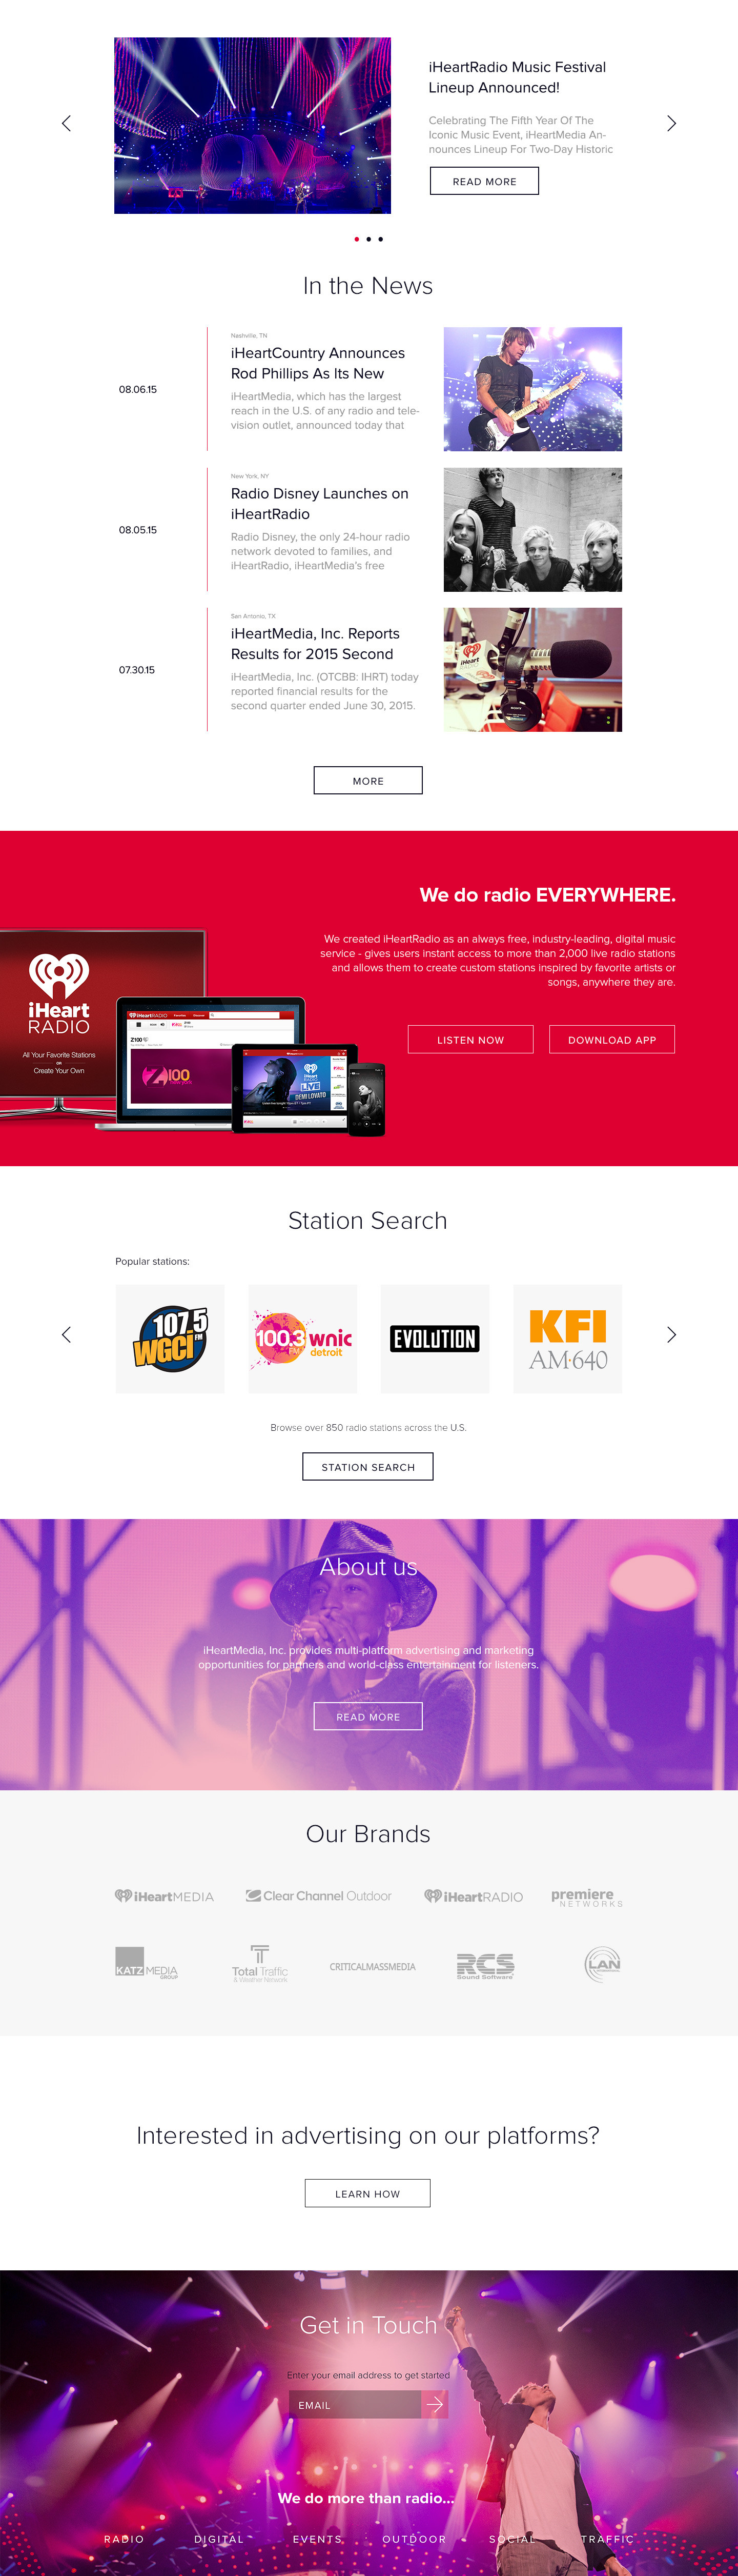 iHeartRadio Music Festival
Lineup Announced!
Celebrating The Fifth Year Of The
Iconic Music Event, iHeartMedia An-
nounces Lineup For Two-Day Historic
READ MORE
In the News
08.06.15
Nashville, TN
iHeartCountry Announces
Rod Phillips As Its New
iHeartMedia, which has the largest
reach in the U.S. of any radio and tele-
vision outlet, announced today that
08.05.15
New York, NY
Radio Disney Launches on
iHeartRadio
Radio Disney, the only 24-hour radio
network devoted to families, and
iHeartRadio, iHeartMedia's free
07.30.15
San Antonio, TX
iHeartMedia, Inc. Reports
Results for 2015 Second
iHeartMedia, Inc. (OTCBB: IHRT) today
reported financial results for the
second quarter ended June 30, 2015.
iHeart
RADIO
MORE
We do radio EVERYWHERE.
We created iHeartRadio as an always free, industry-leading, digital music
service - gives users instant access to more than 2,000 live radio stations
and allows them to create custom stations inspired by favorite artists or
songs, anywhere they are.
LISTEN NOW
DOWNLOAD APP
iHeart
RADIO
All Your Favorite Stations
OR
Create Your Own
iHeartRADIO
Z100
Z100
iHeart
RADIO
LIVE
DEMI LOVATO
Station Search
Popular stations:
107.5
WGCI
FM
100.3 wnic
detroit
EVOLUTION
KFI
AM·640
Browse over 850 radio stations across the U.S.
STATION SEARCH
About us
iHeartMedia, Inc. provides multi-platform advertising and marketing
opportunities for partners and world-class entertainment for listeners.
READ MORE
Our Brands
iHeartMEDIA
Clear Channel Outdoor
iHeartRADIO
premiere
NETWORKS
KATZ MEDIA
GROUP
Total Traffic
& Weather Network
CRITICALMASSMEDIA
RCS
Sound Software
LAN
Interested in advertising on our platforms?
LEARN HOW
Get in Touch
Enter your email address to get started
EMAIL
We do more than radio...
RADIO
DIGITAL
EVENTS
OUTDOOR
SOCIAL
TRAFFIC